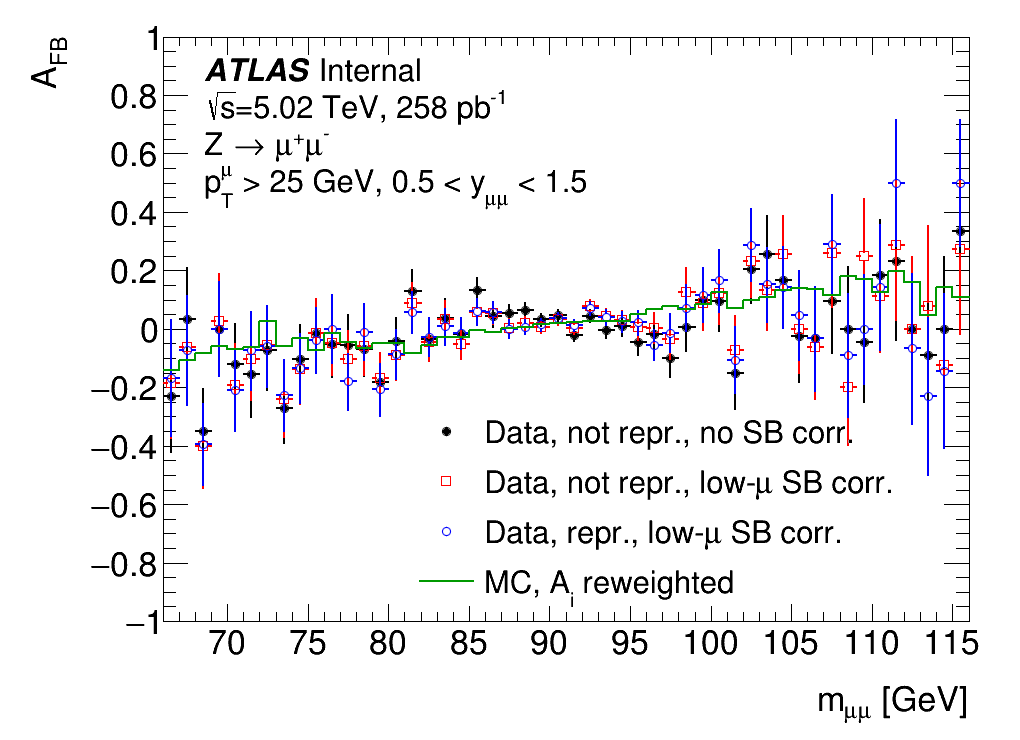 A_FB
ATLAS Internal
√s=5.02 TeV, 258 pb⁻¹
Z → μ⁺μ⁻
p_T^μ > 25 GeV, 0.5 < y_μμ < 1.5
1
0.8
0.6
0.4
0.2
0
−0.2
−0.4
−0.6
−0.8
−1
Data, not repr., no SB corr.
Data, not repr., low-μ SB corr.
Data, repr., low-μ SB corr.
MC, A_i reweighted
70 75 80 85 90 95 100 105 110 115
m_μμ [GeV]